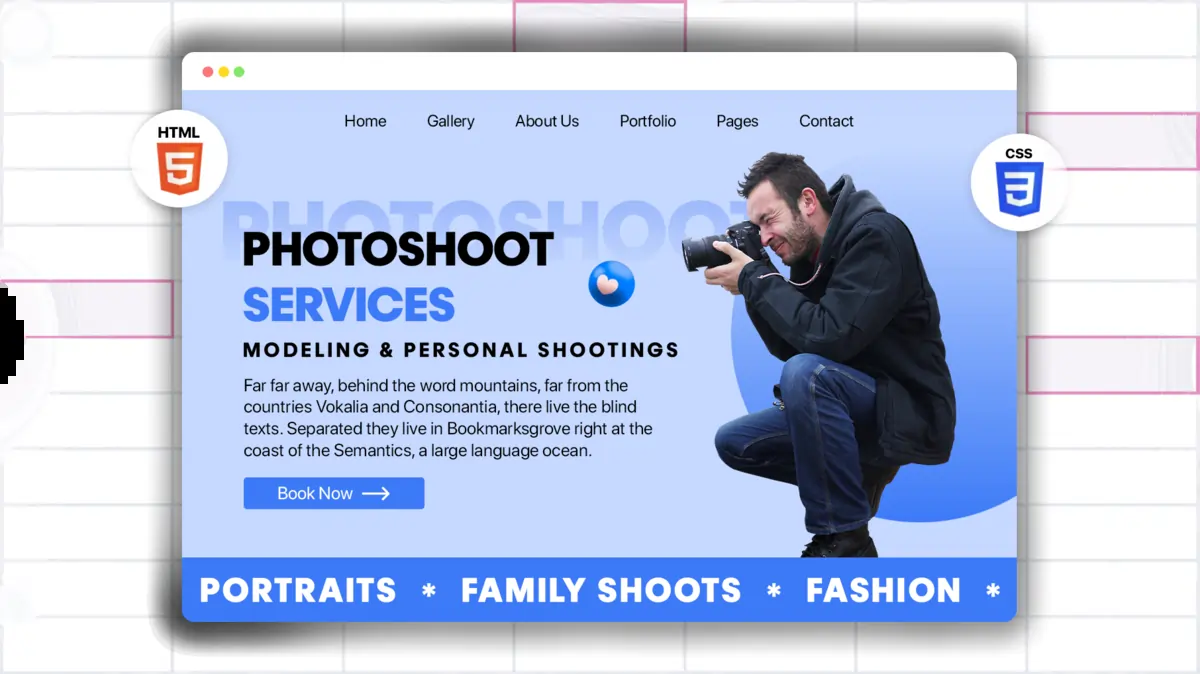 Home Gallery About Us Portfolio Pages Contact
HTML
5
CSS
3
PHOTOSHOOT
PHOTOSHOOT
SERVICES
MODELING & PERSONAL SHOOTINGS
Far far away, behind the word mountains, far from the
countries Vokalia and Consonantia, there live the blind
texts. Separated they live in Bookmarksgrove right at the
coast of the Semantics, a large language ocean.
Book Now →
PORTRAITS * FAMILY SHOOTS * FASHION *